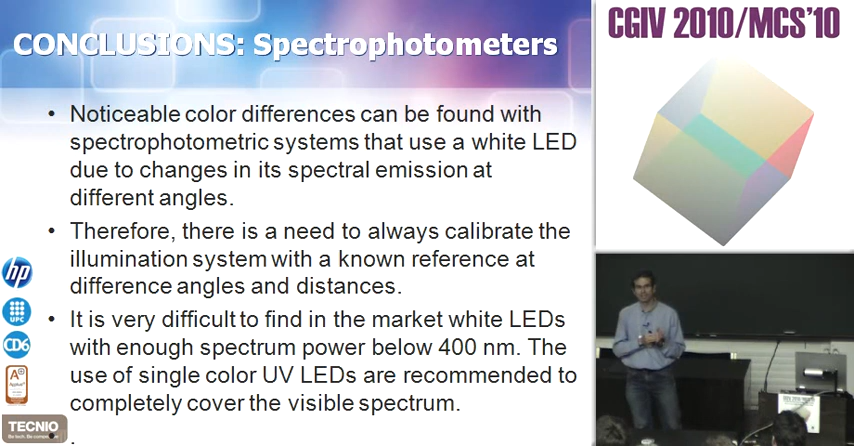 CONCLUSIONS: Spectrophotometers
• Noticeable color differences can be found with
spectrophotometric systems that use a white LED
due to changes in its spectral emission at
different angles.
• Therefore, there is a need to always calibrate the
illumination system with a known reference at
difference angles and distances.
• It is very difficult to find in the market white LEDs
with enough spectrum power below 400 nm. The
use of single color UV LEDs are recommended to
completely cover the visible spectrum.
hp
UPC
CD6
A+
TECNIO
CGIV 2010/MCS'10